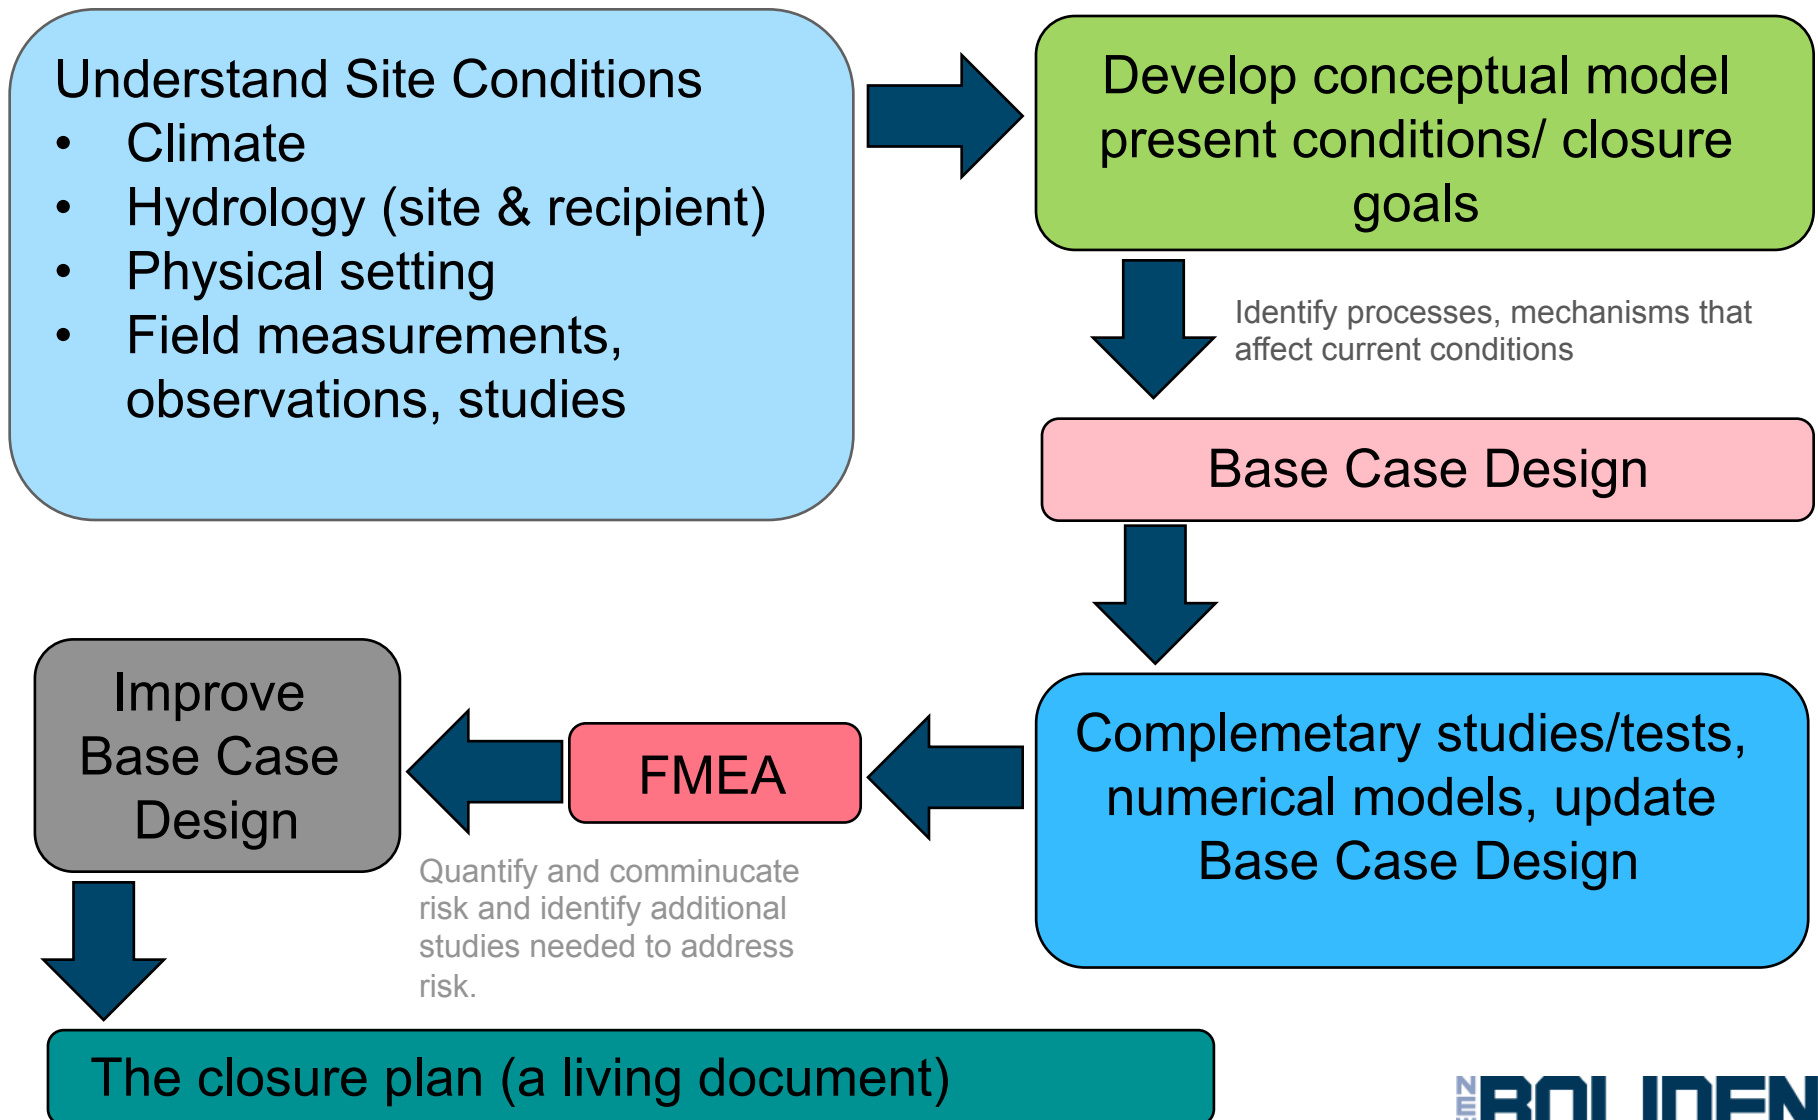 Understand Site Conditions
• Climate
• Hydrology (site & recipient)
• Physical setting
• Field measurements,
observations, studies
Develop conceptual model
present conditions/ closure
goals
Identify processes, mechanisms that
affect current conditions
Base Case Design
Complemetary studies/tests,
numerical models, update
Base Case Design
FMEA
Quantify and comminucate
risk and identify additional
studies needed to address
risk.
Improve
Base Case
Design
The closure plan (a living document)
NEW BOLIDEN